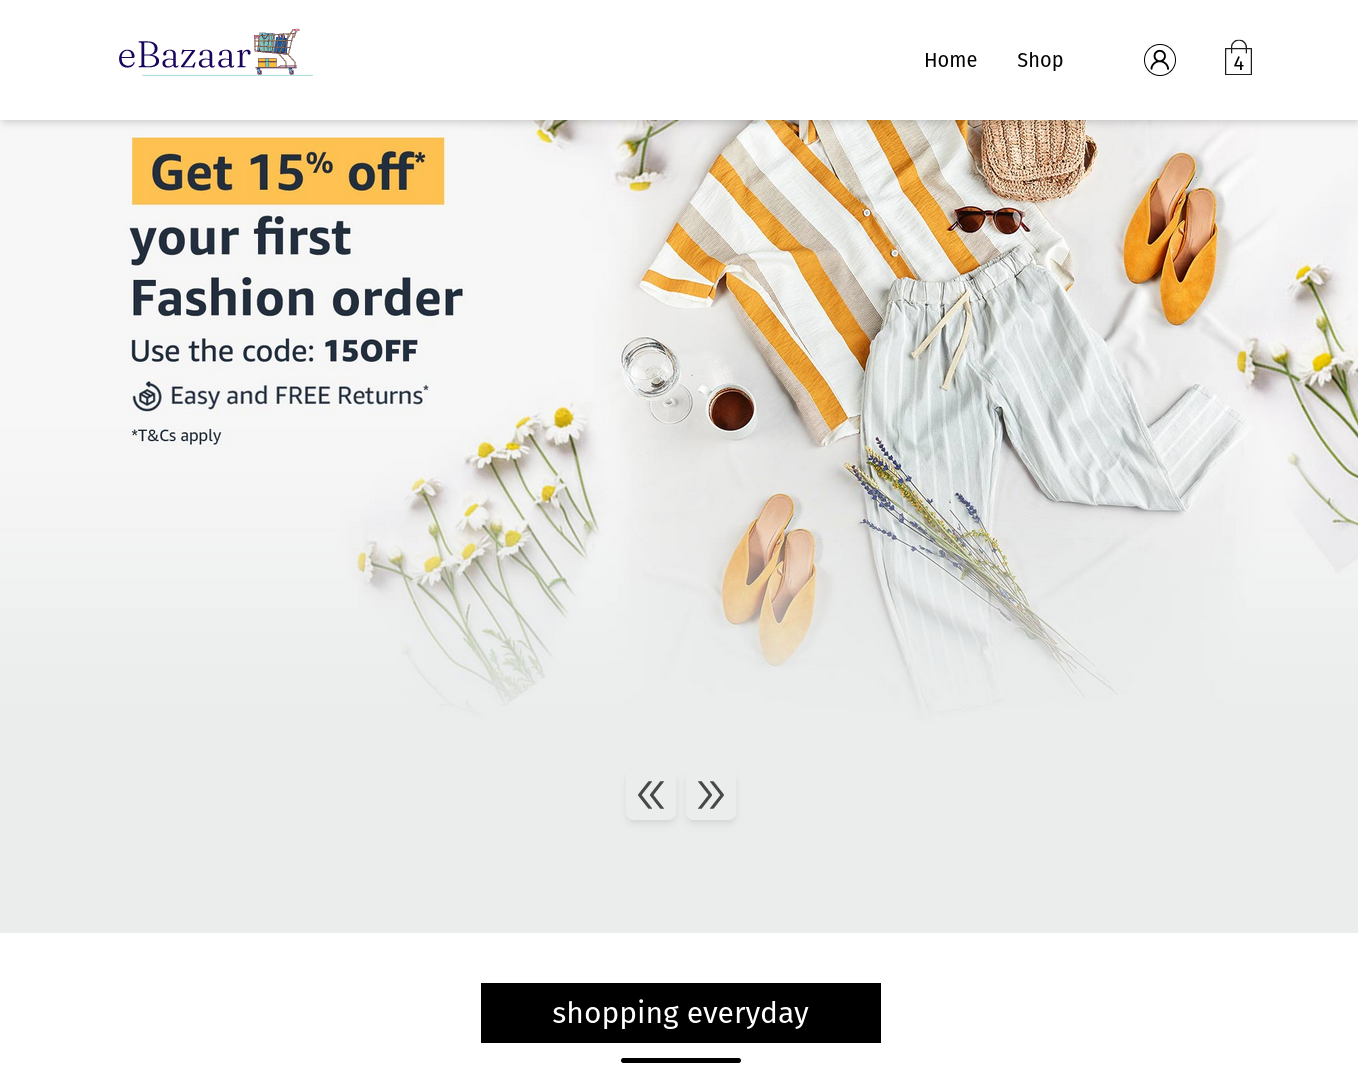 eBazaar
Home
Shop
4
Get 15% off*
your first
Fashion order
Use the code: 15OFF
Easy and FREE Returns*
*T&Cs apply
shopping everyday